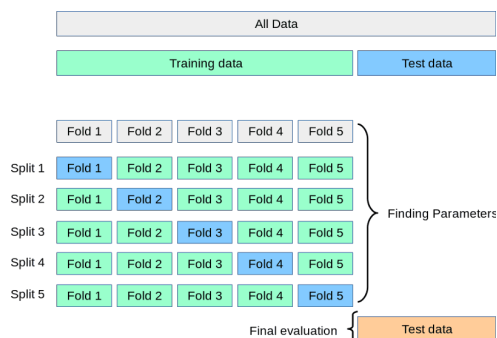 All Data
Training data Test data
Fold 1 Fold 2 Fold 3 Fold 4 Fold 5
Split 1 Fold 1 Fold 2 Fold 3 Fold 4 Fold 5
Split 2 Fold 1 Fold 2 Fold 3 Fold 4 Fold 5
Finding Parameters
Split 3 Fold 1 Fold 2 Fold 3 Fold 4 Fold 5
Split 4 Fold 1 Fold 2 Fold 3 Fold 4 Fold 5
Split 5 Fold 1 Fold 2 Fold 3 Fold 4 Fold 5
Final evaluation Test data